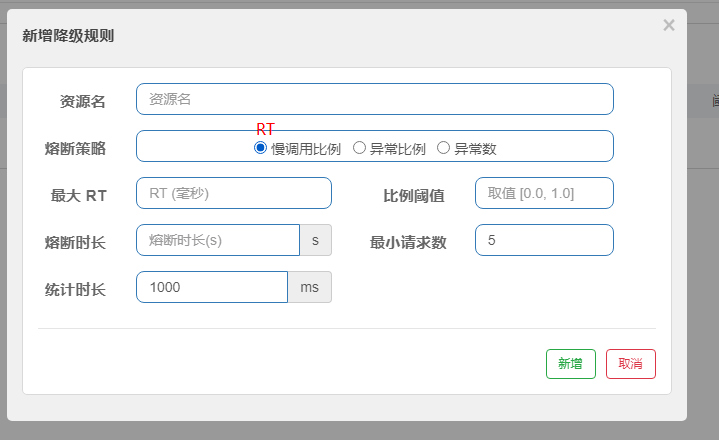 新增降级规则 ×
资源名 资源名
RT
熔断策略 慢调用比例 异常比例 异常数
最大 RT RT (毫秒) 比例阈值 取值 [0.0, 1.0]
熔断时长 熔断时长(s) s 最小请求数 5
统计时长 1000 ms
新增 取消